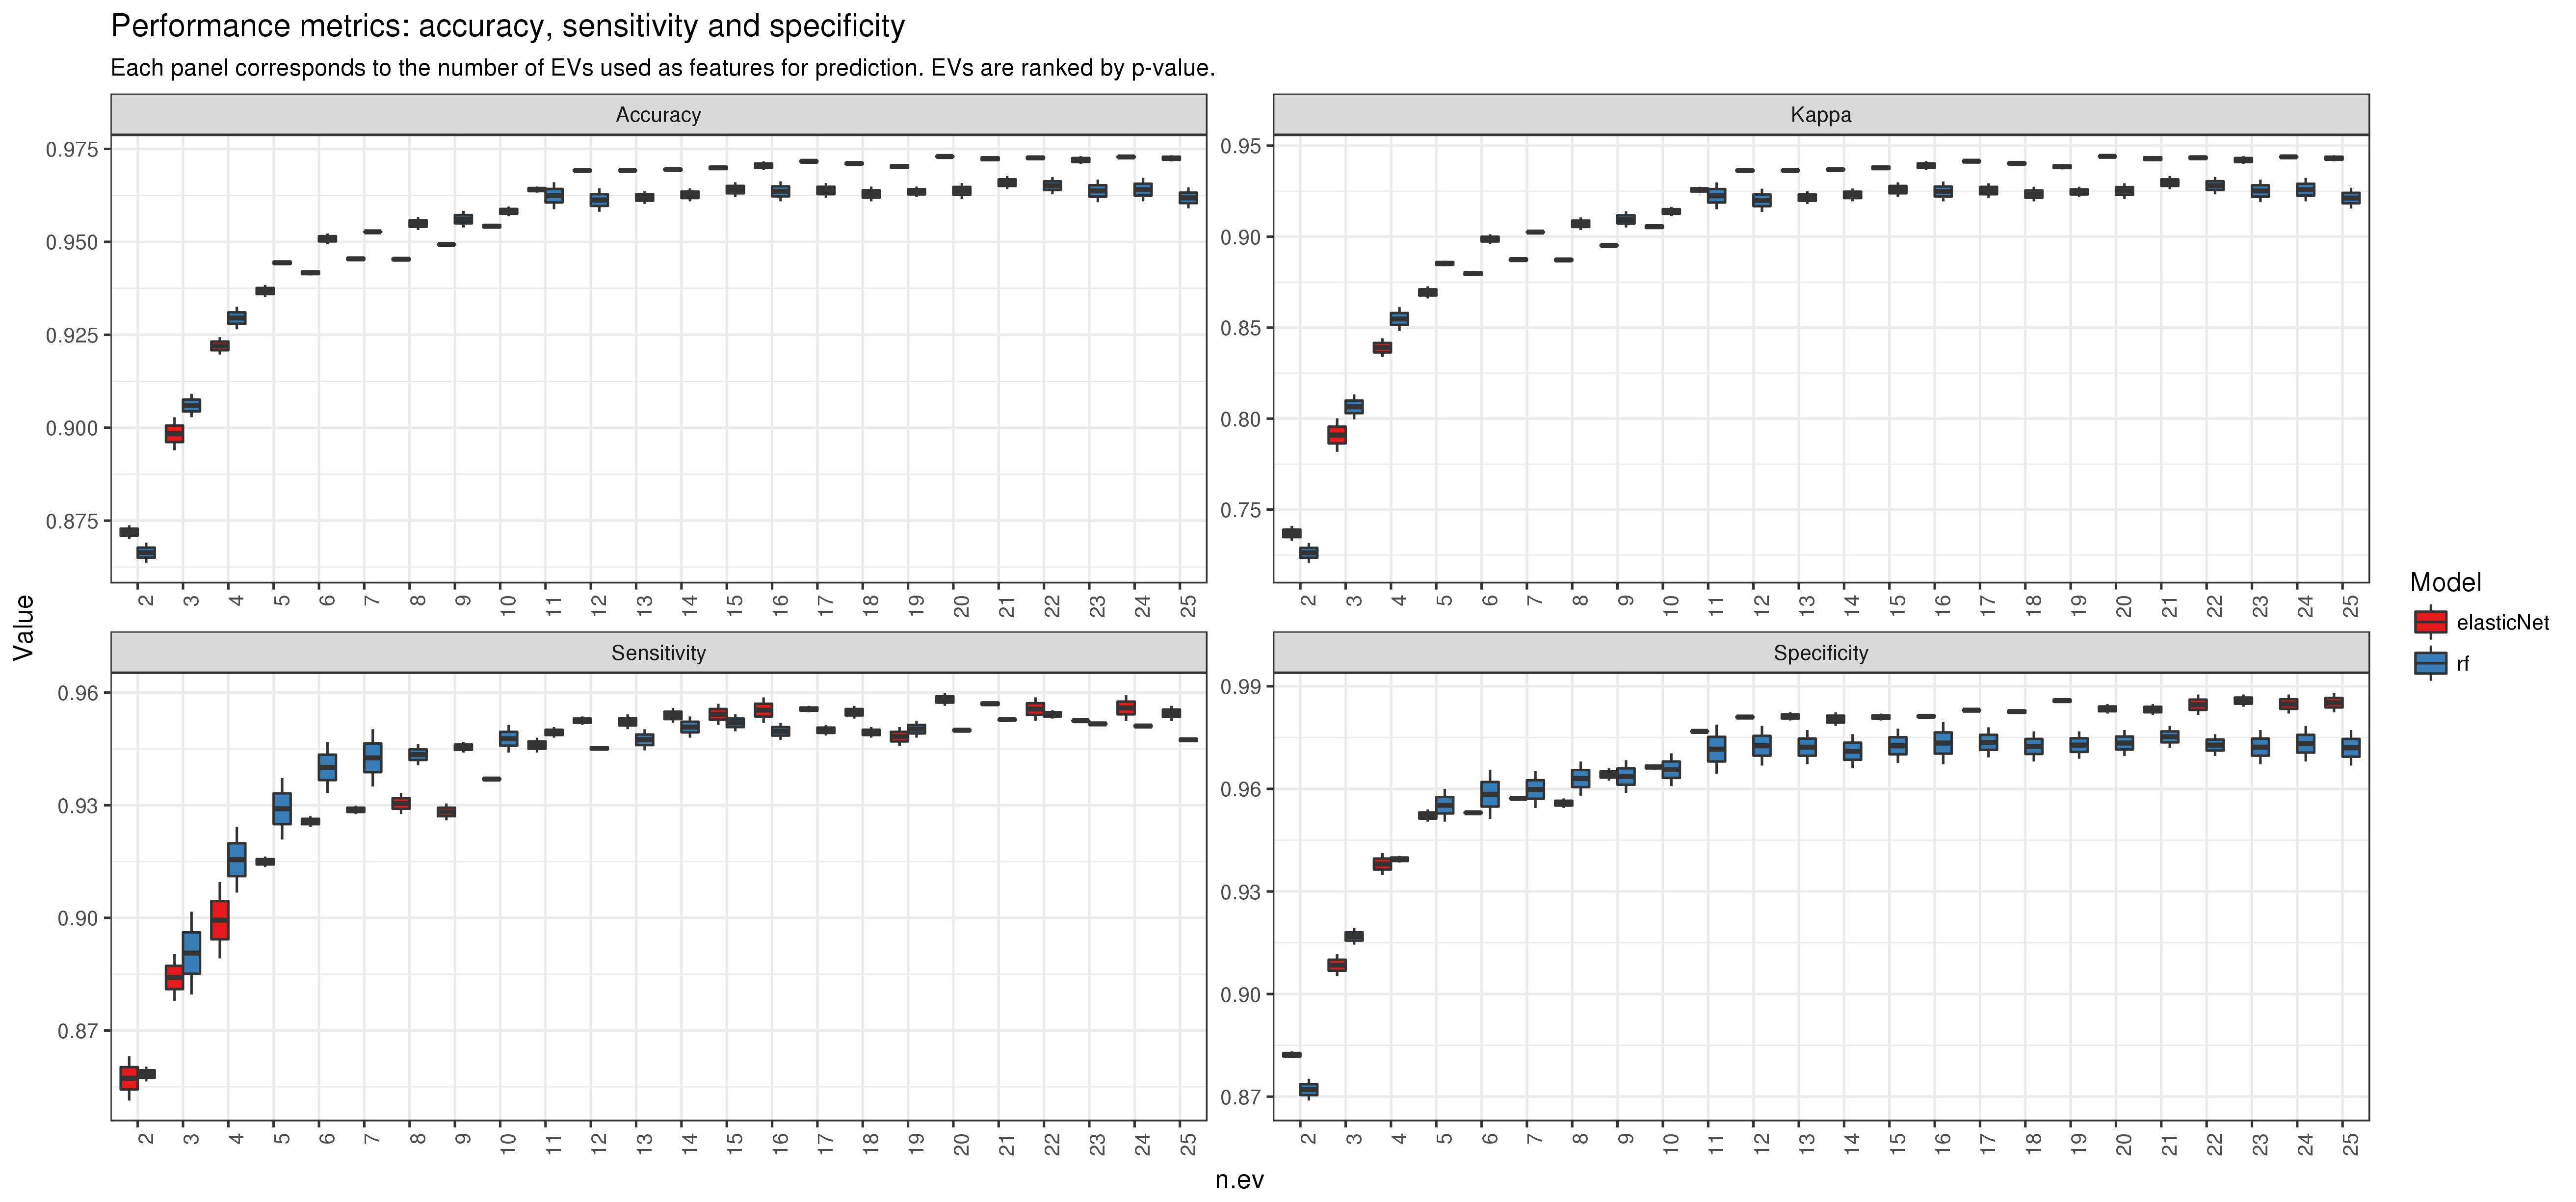 Performance metrics: accuracy, sensitivity and specificity
Each panel corresponds to the number of EVs used as features for prediction. EVs are ranked by p-value.
Accuracy
0.975
0.950
0.925
0.900
0.875
2 3 4 5 6 7 8 9 10 11 12 13 14 15 16 17 18 19 20 21 22 23 24 25
Kappa
0.95
0.90
0.85
0.80
0.75
2 3 4 5 6 7 8 9 10 11 12 13 14 15 16 17 18 19 20 21 22 23 24 25
Value
Sensitivity
0.96
0.93
0.90
0.87
2 3 4 5 6 7 8 9 10 11 12 13 14 15 16 17 18 19 20 21 22 23 24 25
Specificity
0.99
0.96
0.93
0.90
0.87
2 3 4 5 6 7 8 9 10 11 12 13 14 15 16 17 18 19 20 21 22 23 24 25
n.ev
Model
elasticNet
rf